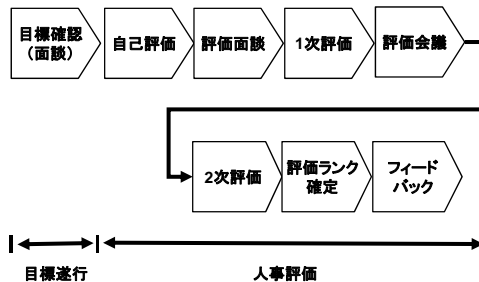 目標確認
（面談）
自己評価
評価面談
1次評価
評価会議
2次評価
評価ランク
確定
フィード
バック
目標遂行
人事評価